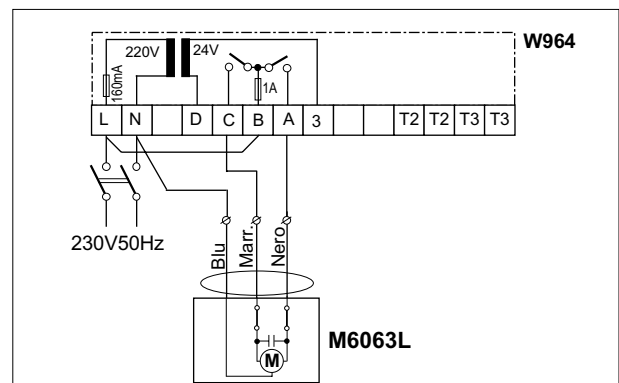 W964
220V 24V
160mA
1A
L N D C B A 3 T2 T2 T3 T3
230V50Hz
Blu
Marr.
Nero
M6063L
M